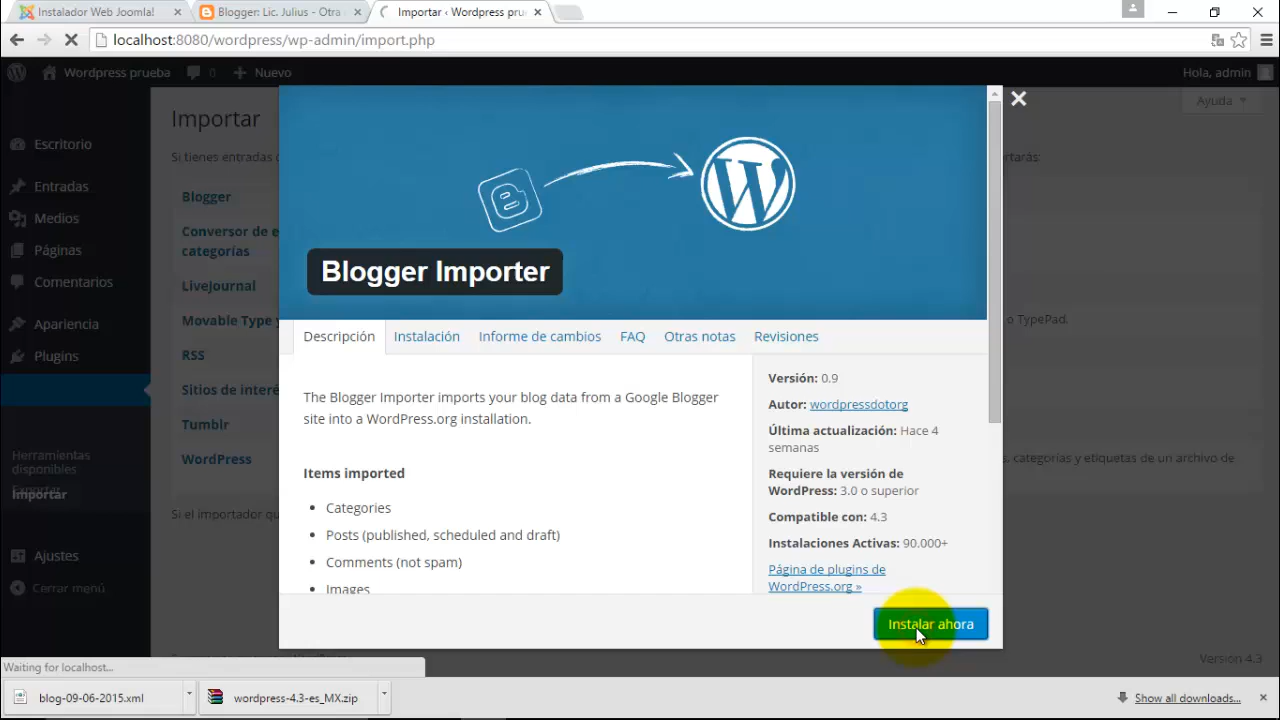 Instalador Web Joomla!
Blogger: Lic. Julius - Otra
Importar ‹ Wordpress pru
localhost:8080/wordpress/wp-admin/import.php
Wordpress prueba
0
Nuevo
Hola, admin
Ayuda
Importar
Si tienes entradas
portarás:
Escritorio
Entradas
Medios
Páginas
Comentarios
Apariencia
Plugins
Herramientas
disponibles
Importar
Exportar
Ajustes
Cerrar menú
Blogger
Conversor de e
categorías
LiveJournal
Movable Type y
o TypePad.
RSS
Sitios de interé
Tumblr
WordPress
, categorías y etiquetas de un archivo de
Si el importador qu
Blogger Importer
Descripción
Instalación
Informe de cambios
FAQ
Otras notas
Revisiones
The Blogger Importer imports your blog data from a Google Blogger
site into a WordPress.org installation.
Items imported
• Categories
• Posts (published, scheduled and draft)
• Comments (not spam)
• Images
Versión: 0.9
Autor: wordpressdotorg
Última actualización: Hace 4
semanas
Requiere la versión de
WordPress: 3.0 o superior
Compatible con: 4.3
Instalaciones Activas: 90.000+
Página de plugins de
WordPress.org »
Instalar ahora
Versión 4.3
Waiting for localhost...
blog-09-06-2015.xml
wordpress-4.3-es_MX.zip
Show all downloads...